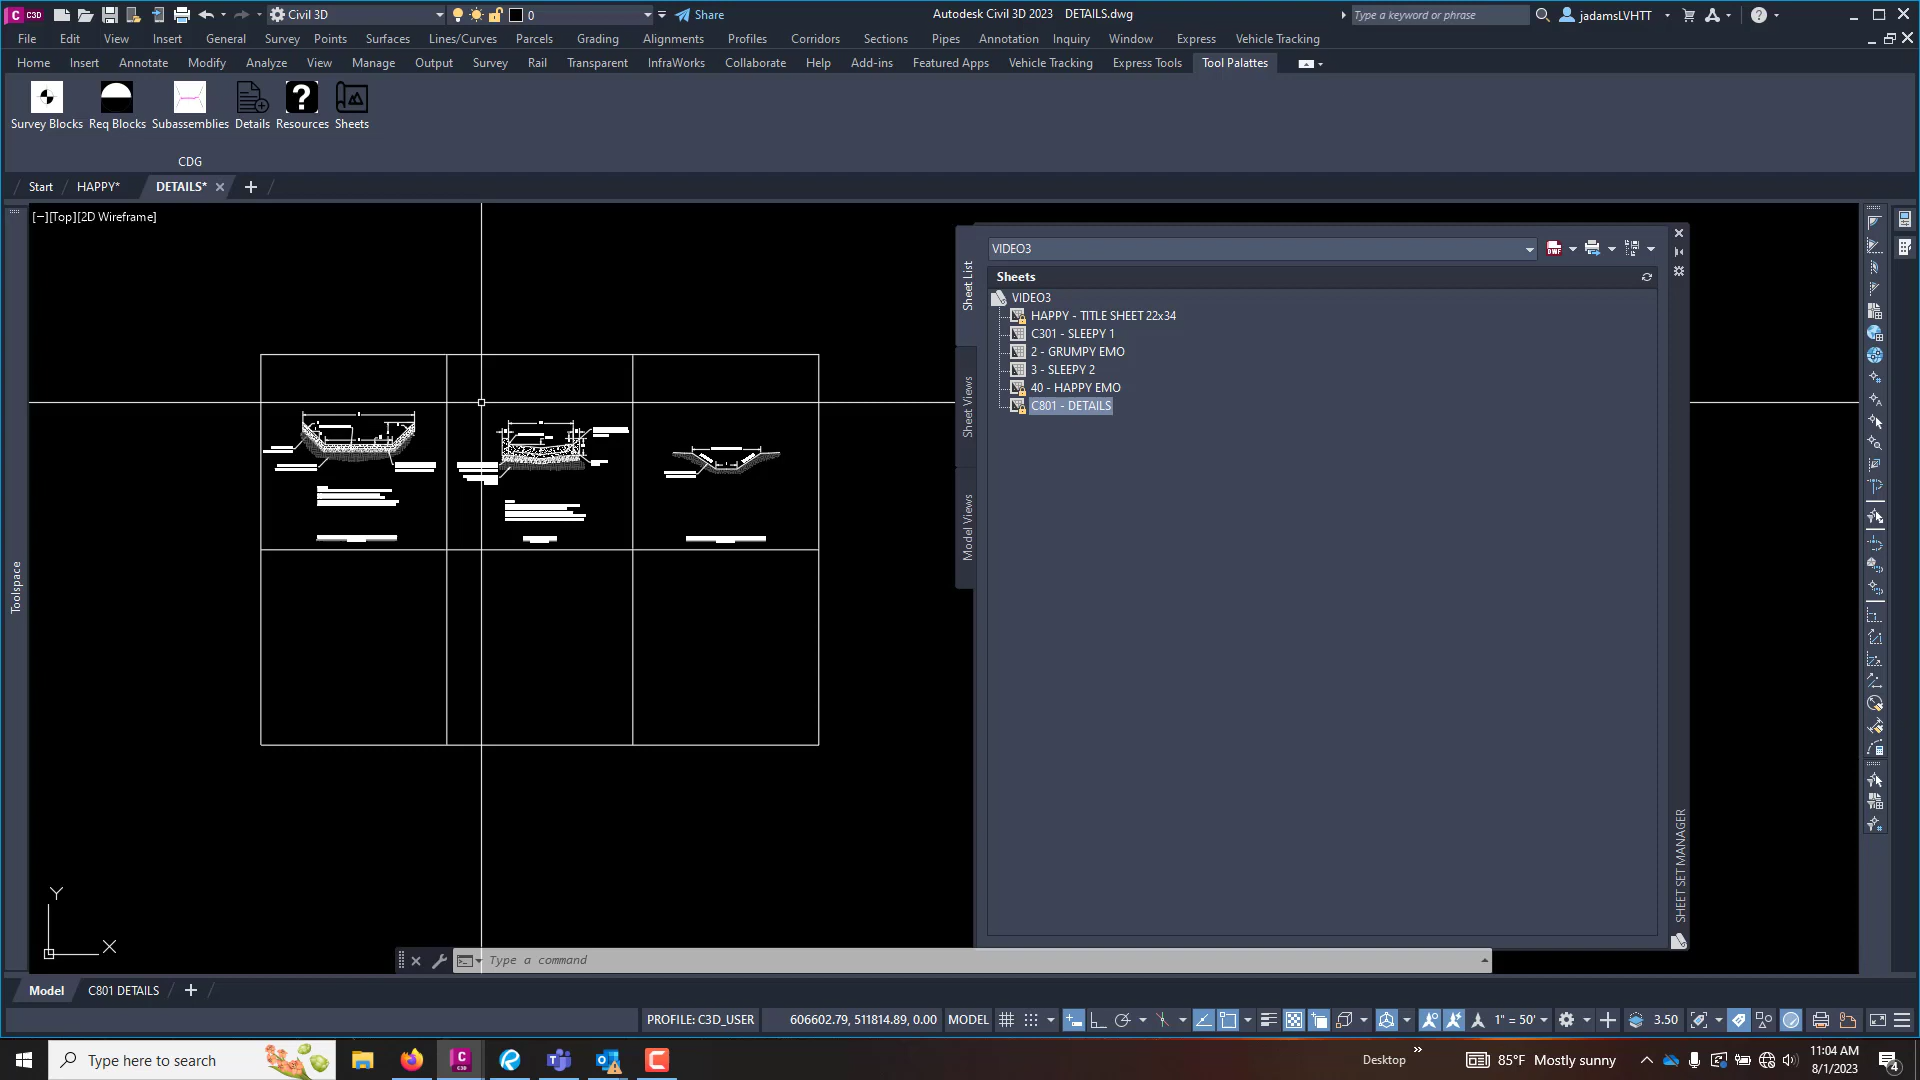 C3D
Civil 3D
0
Share
Autodesk Civil 3D 2023 DETAILS.dwg
Type a keyword or phrase
jadamsLVHTT
File Edit View Insert General Survey Points Surfaces Lines/Curves Parcels Grading Alignments Profiles Corridors Sections Pipes Annotation Inquiry Window Express Vehicle Tracking
Home Insert Annotate Modify Analyze View Manage Output Survey Rail Transparent InfraWorks Collaborate Help Add-ins Featured Apps Vehicle Tracking Express Tools Tool Palattes
Survey Blocks Req Blocks Subassemblies Details Resources Sheets
CDG
Start HAPPY* DETAILS*
[−][Top][2D Wireframe]
Toolspace
Sheet List
Sheet Views
Model Views
VIDEO3
DWF
Sheets
VIDEO3
HAPPY - TITLE SHEET 22x34
C301 - SLEEPY 1
2 - GRUMPY EMO
3 - SLEEPY 2
40 - HAPPY EMO
C801 - DETAILS
SHEET SET MANAGER
Y
X
Type a command
Model C801 DETAILS
PROFILE: C3D_USER 606602.79, 511814.89, 0.00 MODEL 1" = 50' 3.50
Type here to search
Desktop
85°F Mostly sunny
11:04 AM
8/1/2023
4